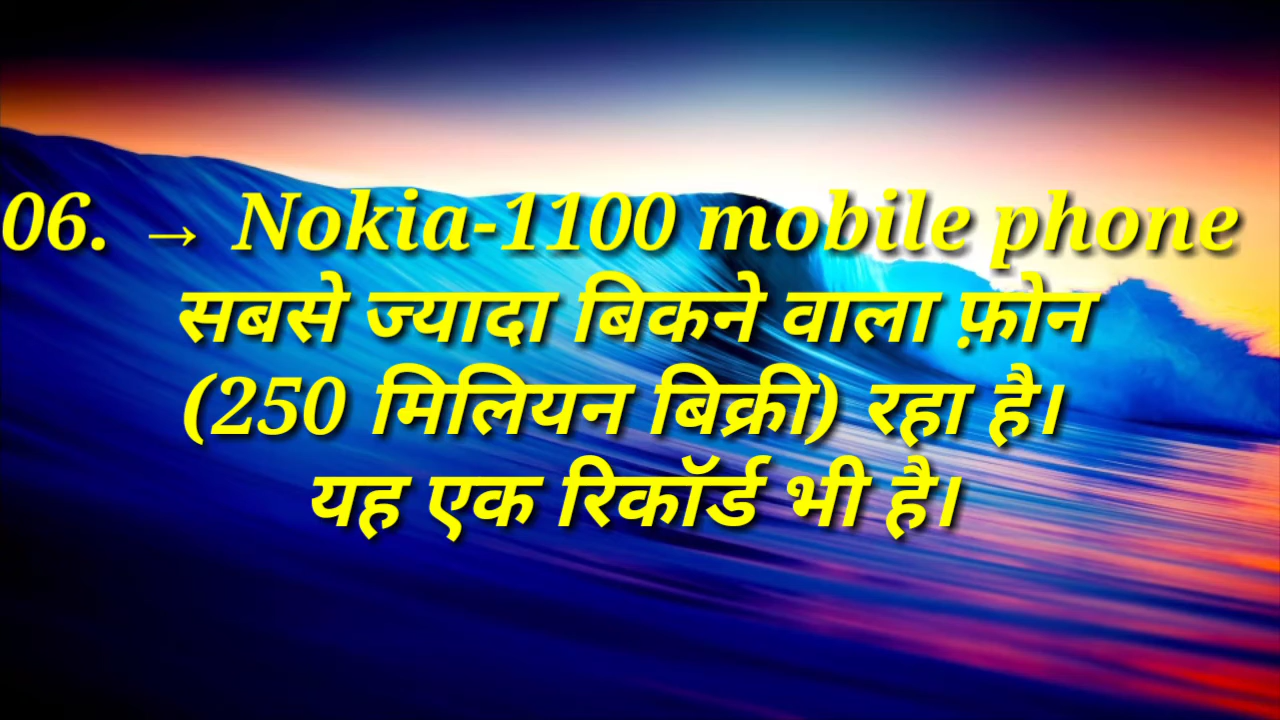 06. → Nokia-1100 mobile phone
सबसे ज्यादा बिकने वाला फ़ोन
(250 मिलियन बिक्री) रहा है।
यह एक रिकॉर्ड भी है।